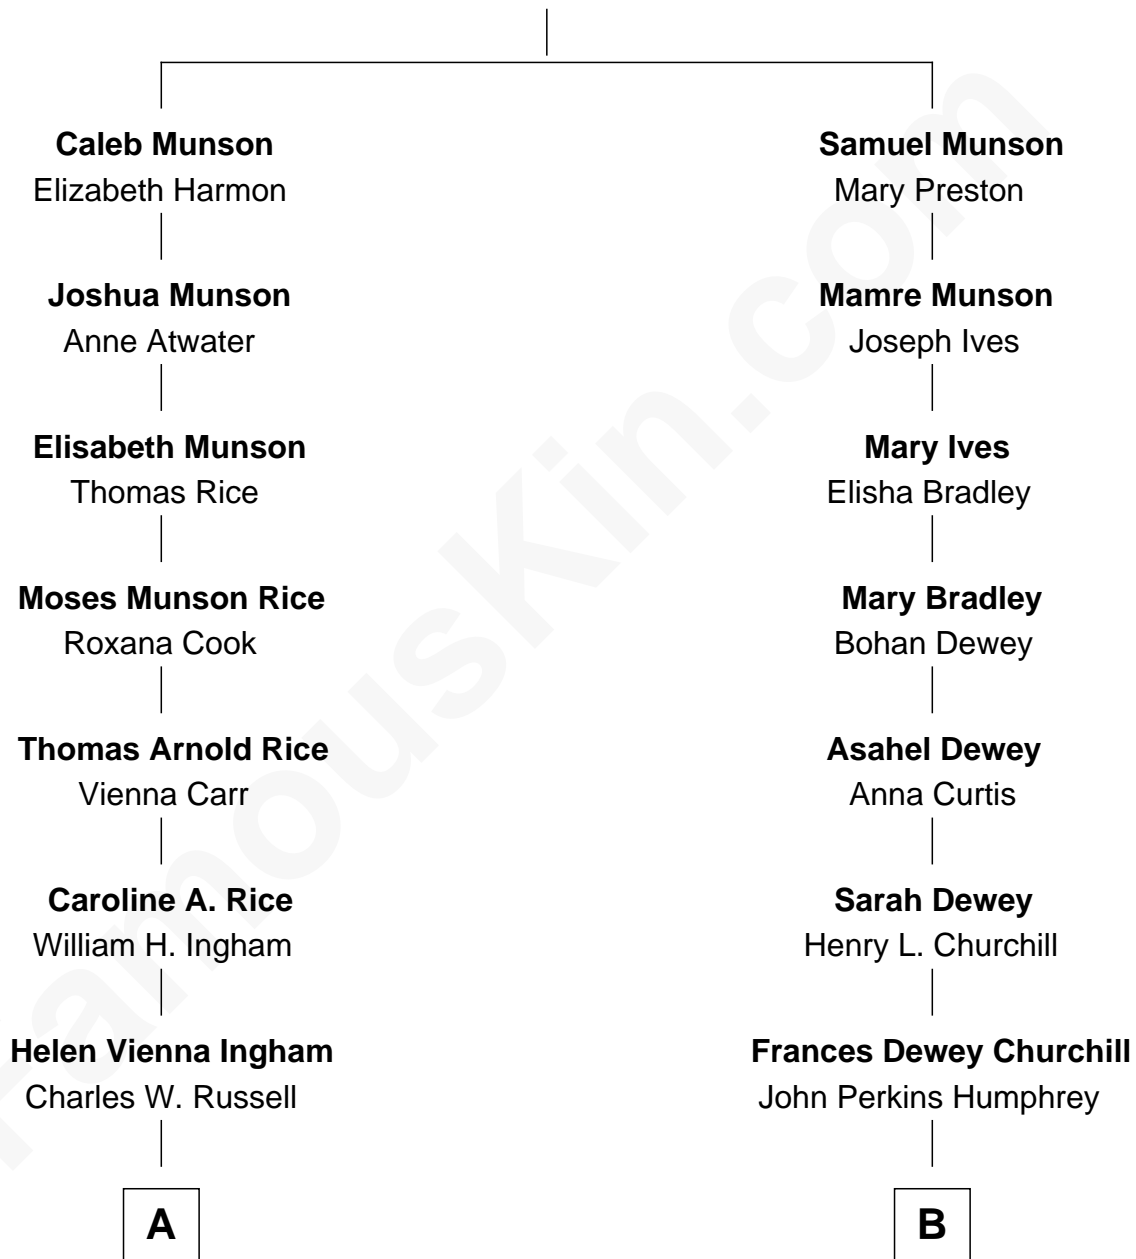 Caleb Munson
Elizabeth Harmon
Joshua Munson
Anne Atwater
Elisabeth Munson
Thomas Rice
Moses Munson Rice
Roxana Cook
Thomas Arnold Rice
Vienna Carr
Caroline A. Rice
William H. Ingham
Helen Vienna Ingham
Charles W. Russell
A
Samuel Munson
Mary Preston
Mamre Munson
Joseph Ives
Mary Ives
Elisha Bradley
Mary Bradley
Bohan Dewey
Asahel Dewey
Anna Curtis
Sarah Dewey
Henry L. Churchill
Frances Dewey Churchill
John Perkins Humphrey
B
FamousKin.com